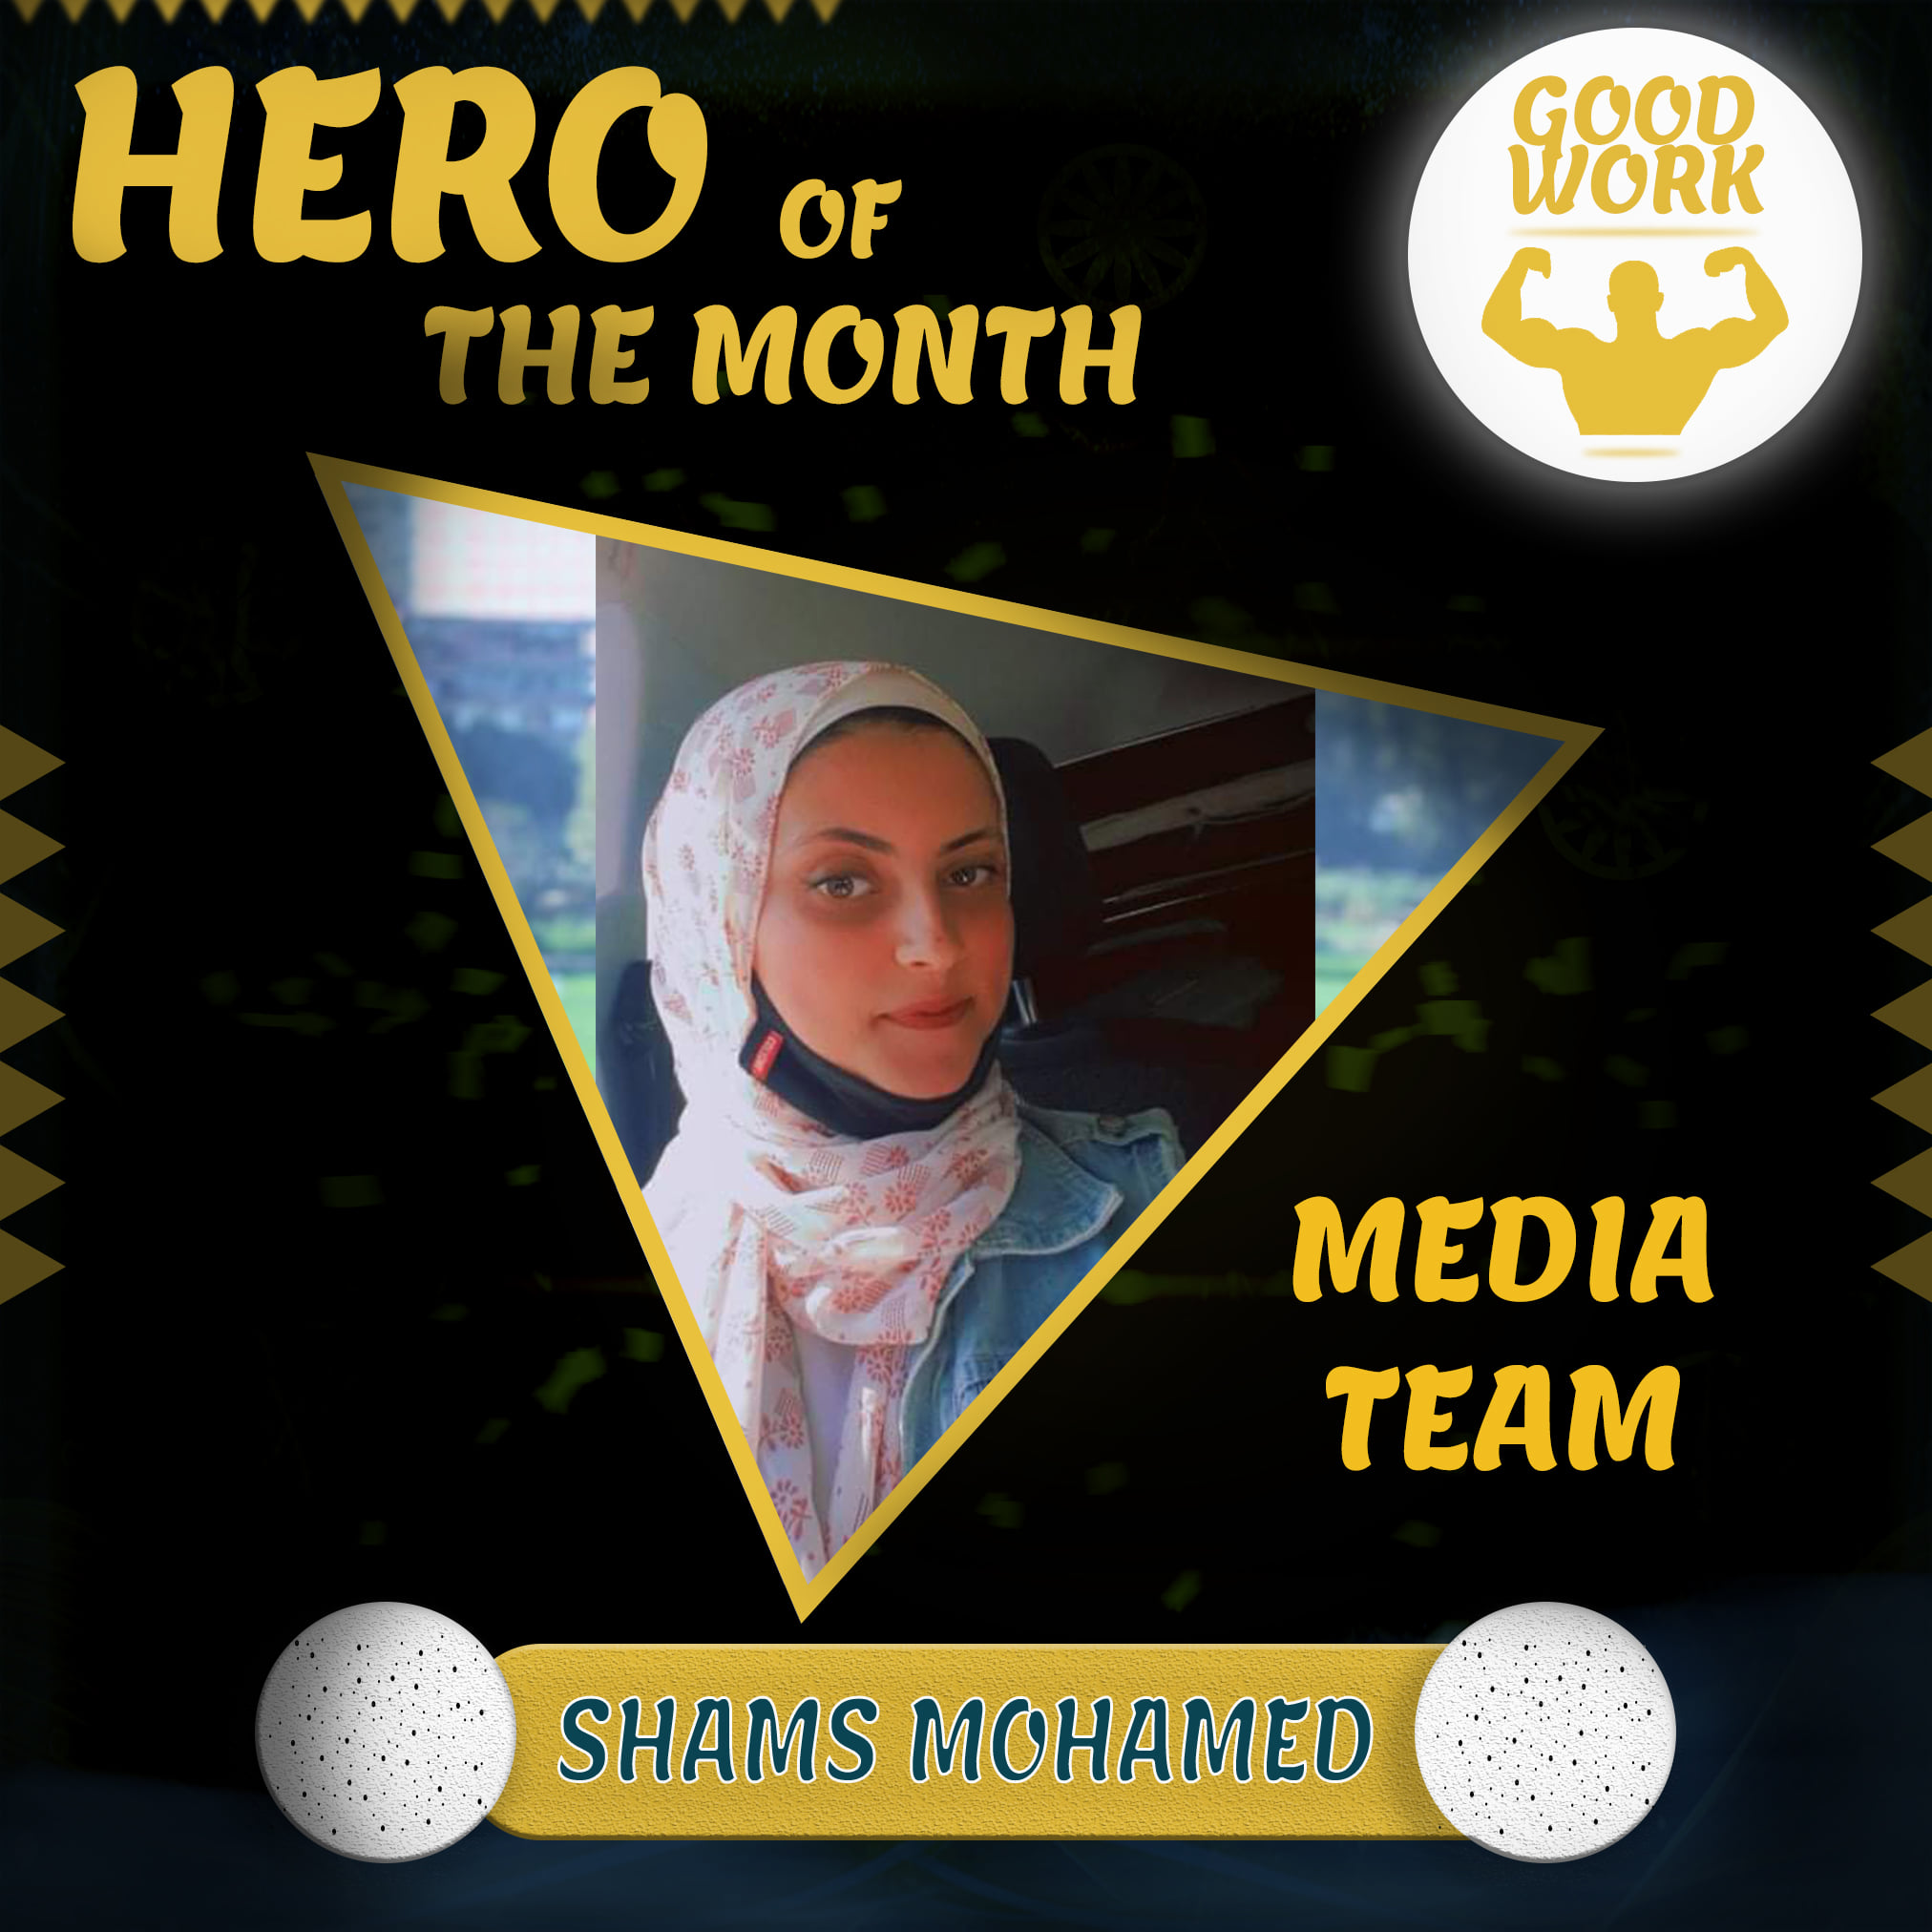 HERO OF
THE MONTH
GOOD
WORK
MEDIA
TEAM
SHAMS MOHAMED